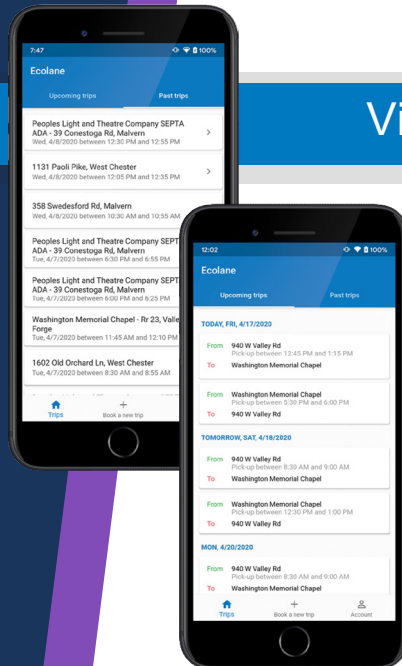 Vi
7:47
100%
Ecolane
Upcoming trips
Past trips
Peoples Light and Theatre Company SEPTA
ADA - 39 Conestoga Rd, Malvern
Wed, 4/8/2020 between 12:30 PM and 12:55 PM
1131 Paoli Pike, West Chester
Wed, 4/8/2020 between 12:05 PM and 12:35 PM
358 Swedesford Rd, Malvern
Wed, 4/8/2020 between 10:30 AM and 10:55 AM
Peoples Light and Theatre Company SEPT
ADA - 39 Conestoga Rd, Malvern
Tue, 4/7/2020 between 6:30 PM and 6:55 PM
Peoples Light and Theatre Company SEPT
ADA - 39 Conestoga Rd, Malvern
Tue, 4/7/2020 between 6:00 PM and 6:25 PM
Washington Memorial Chapel - Rr 23, Valle
Forge
Tue, 4/7/2020 between 11:45 AM and 12:10 PM
1602 Old Orchard Ln, West Chester
Tue, 4/7/2020 between 8:30 AM and 8:55 AM
Trips
Book a new trip
12:02
100%
Ecolane
Upcoming trips
Past trips
TODAY, FRI, 4/17/2020
From 940 W Valley Rd
Pick-up between 12:45 PM and 1:15 PM
To Washington Memorial Chapel
From Washington Memorial Chapel
Pick-up between 5:30 PM and 6:00 PM
To 940 W Valley Rd
TOMORROW, SAT, 4/18/2020
From 940 W Valley Rd
Pick-up between 8:30 AM and 9:00 AM
To Washington Memorial Chapel
From Washington Memorial Chapel
Pick-up between 12:30 PM and 1:00 PM
To 940 W Valley Rd
MON, 4/20/2020
From 940 W Valley Rd
Pick-up between 8:30 AM and 9:00 AM
To Washington Memorial Chapel
Trips
Book a new trip
Account